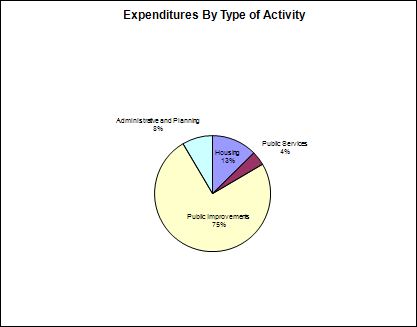 Expenditures By Type of Activity
Administrative and Planning
8%
Housing
13%
Public Services
4%
Public Improvements
75%